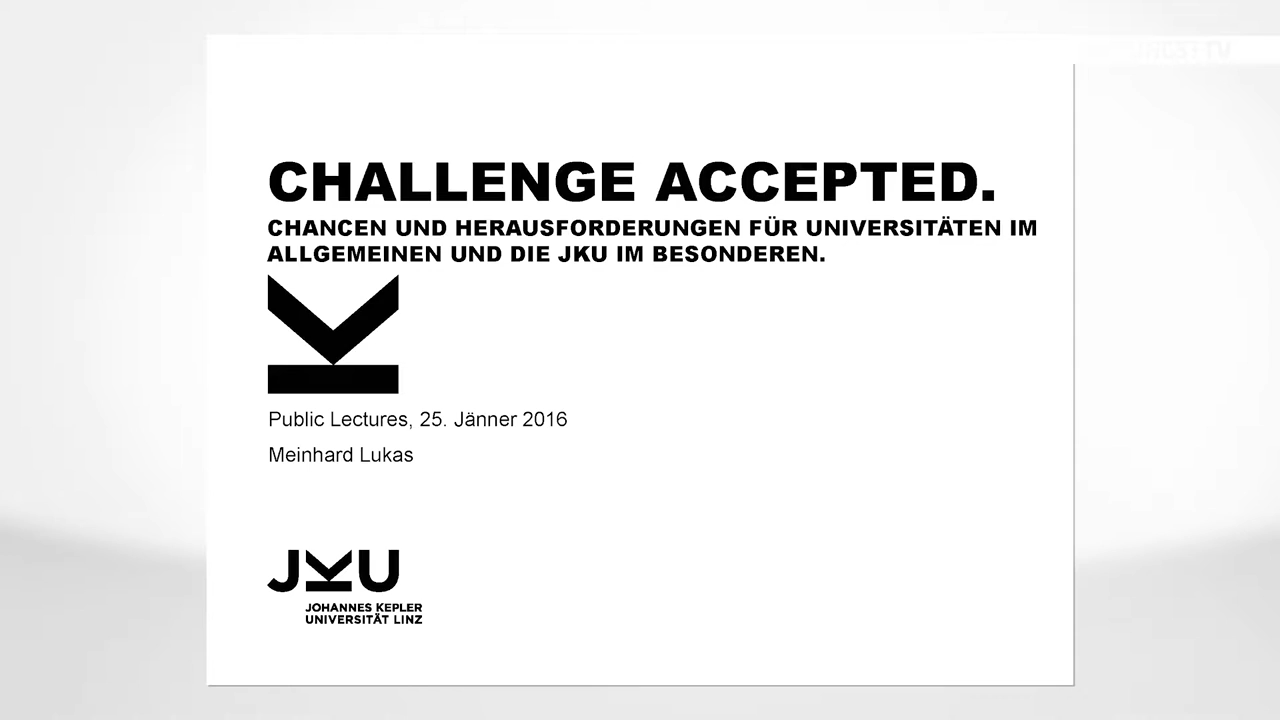 CHALLENGE ACCEPTED.
CHANCEN UND HERAUSFORDERUNGEN FÜR UNIVERSITÄTEN IM
ALLGEMEINEN UND DIE JKU IM BESONDEREN.
Public Lectures, 25. Jänner 2016
Meinhard Lukas
JKU
JOHANNES KEPLER
UNIVERSITÄT LINZ